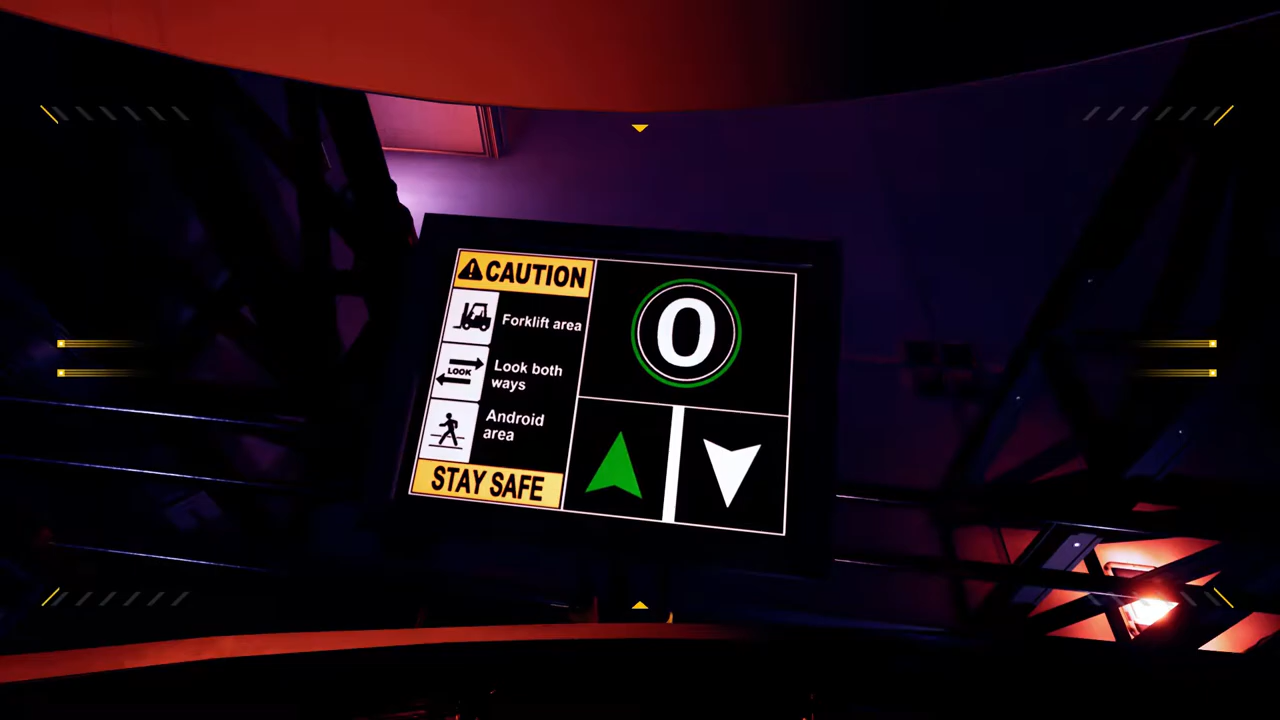 CAUTION
Forklift area
LOOK
Look both
ways
Android
area
STAY SAFE
0